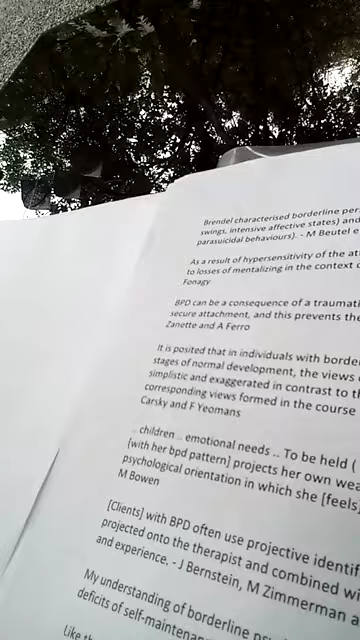 Brendel characterised borderline per
swings, intensive affective states) and
parasuicidal behaviours). - M Beutel e
As a result of hypersensitivity of the at
to losses of mentalizing in the context o
Fonagy
BPD can be a consequence of a traumati
secure attachment, and this prevents the
Zanette and A Ferro
It is posited that in individuals with borde
stages of normal development, the views
simplistic and exaggerated in contrast to th
corresponding views formed in the course
Carsky and F Yeomans
.. children .. emotional needs .. To be held (
(with her bpd pattern] projects her own wea
psychological orientation in which she [feels]
M Bowen
[Clients] with BPD often use projective identif
projected onto the therapist and combined wi
and experience. - J Bernstein, M Zimmerman a
My understanding of borderline
deficits of self-maintenan
Like th